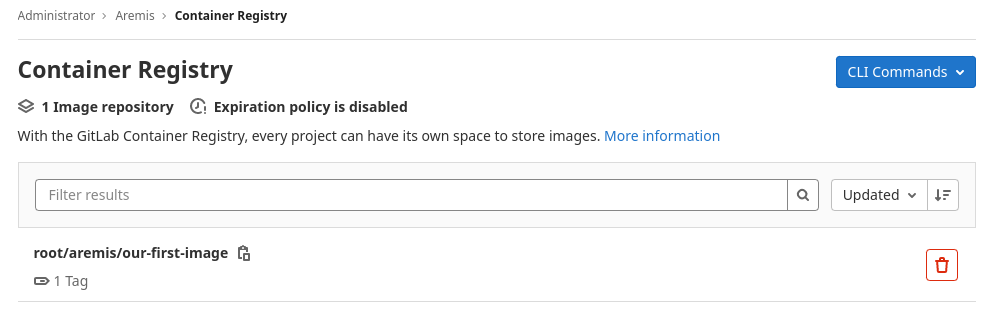 Administrator > Aremis > Container Registry
Container Registry
CLI Commands
1 Image repository Expiration policy is disabled
With the GitLab Container Registry, every project can have its own space to store images. More information
Filter results
Updated
root/aremis/our-first-image
1 Tag